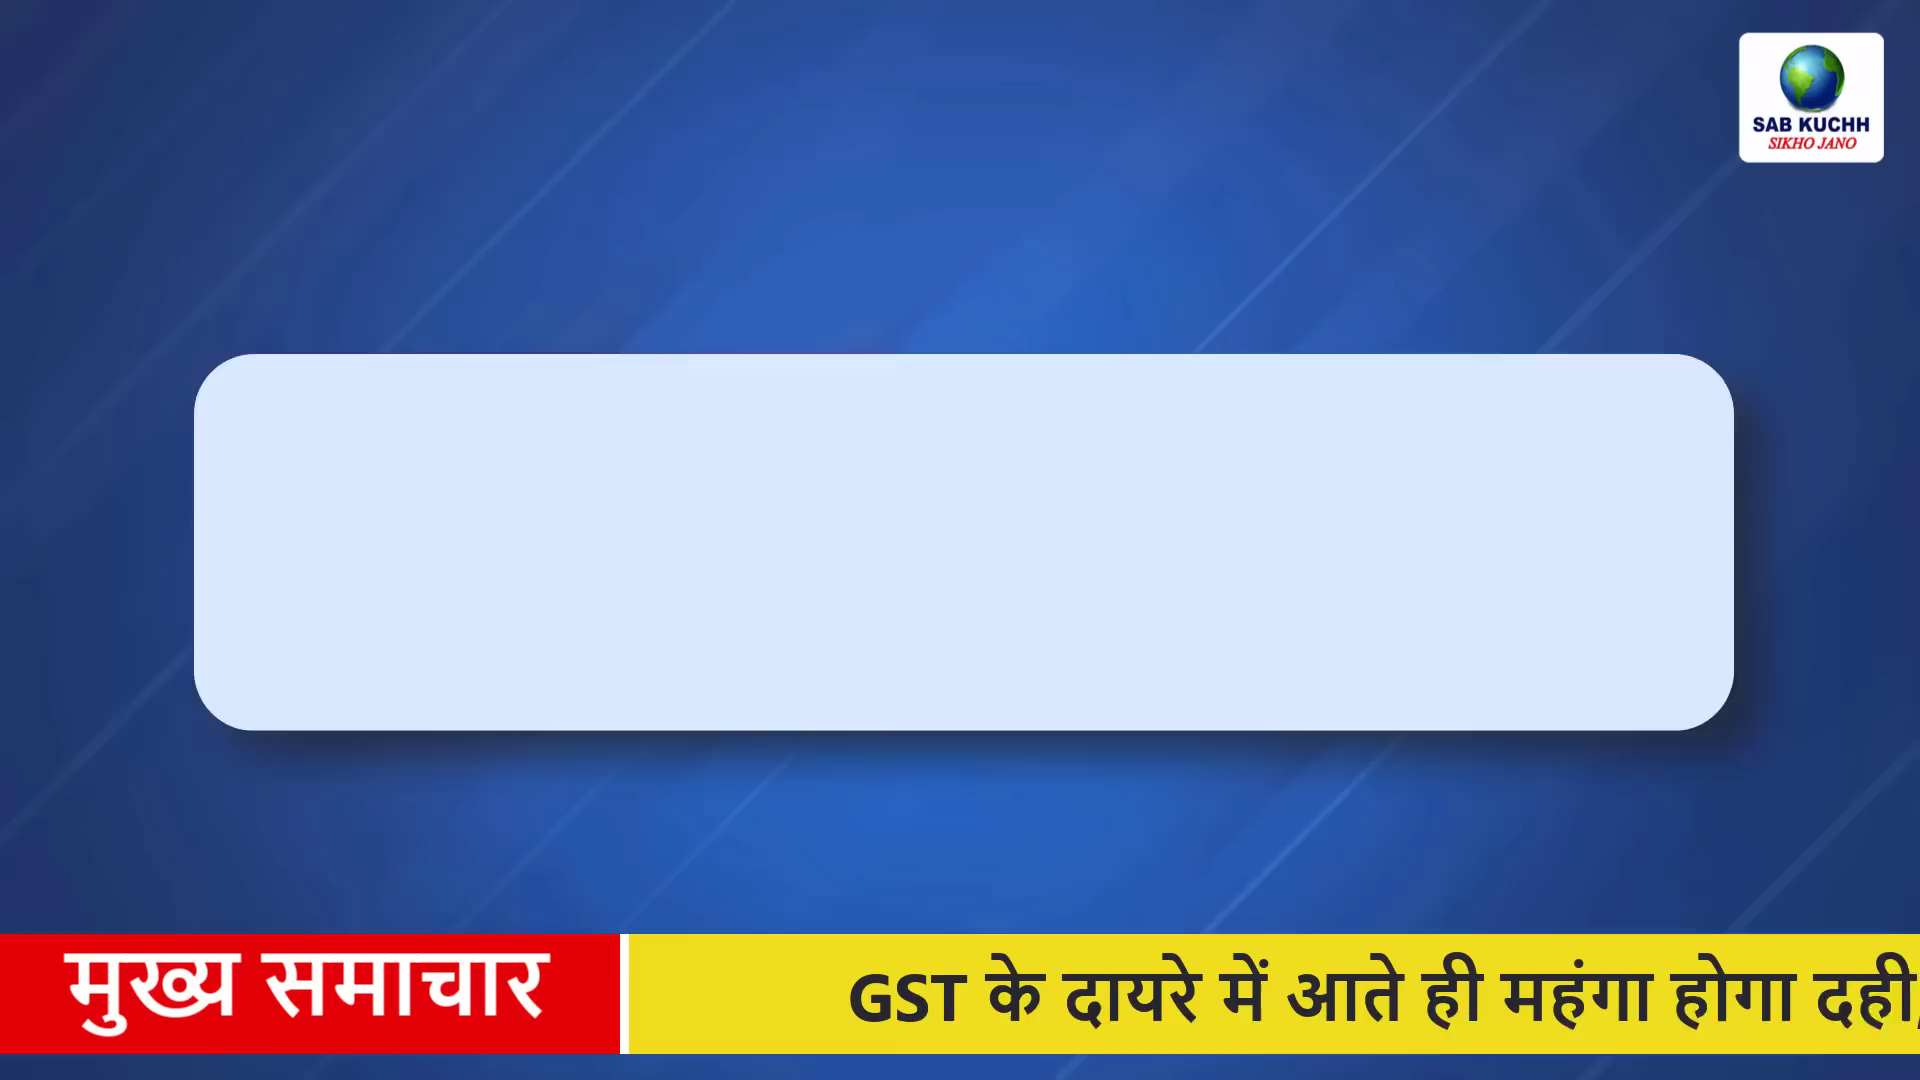 SAB KUCHH
SIKHO JANO
मुख्य समाचार
GST के दायरे में आते ही महंगा होगा दही,